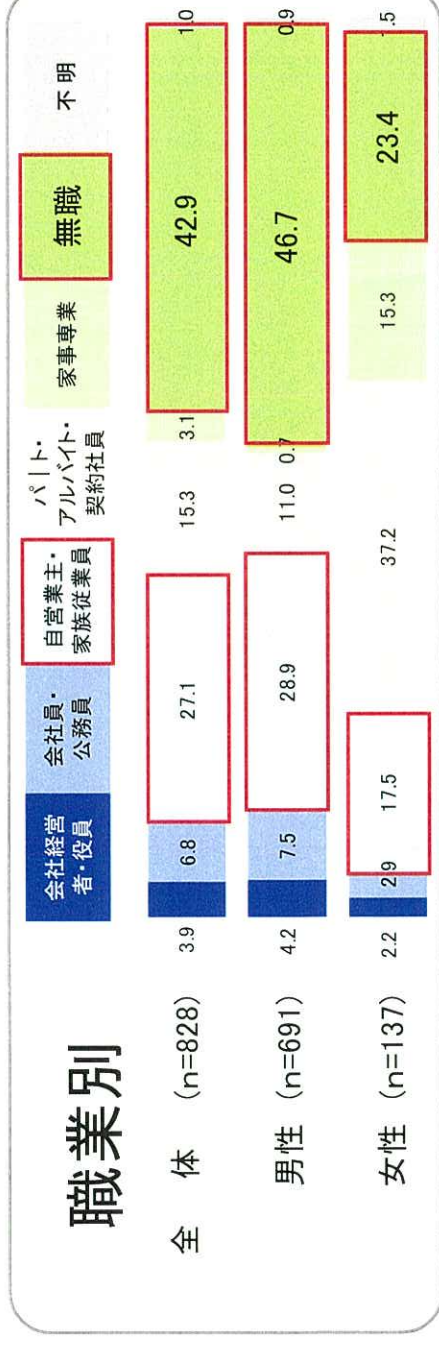 職業別
会社経営
者・役員
会社員・
公務員
自営業主・
家族従業員
パート・
アルバイト・
契約社員
家事専業
無職
不明
全 体 (n=828) 3.9 6.8 27.1 15.3 3.1 42.9 1.0
男性 (n=691) 4.2 7.5 28.9 11.0 0.7 46.7 0.9
女性 (n=137) 2.2 2.9 17.5 37.2 15.3 23.4 .5